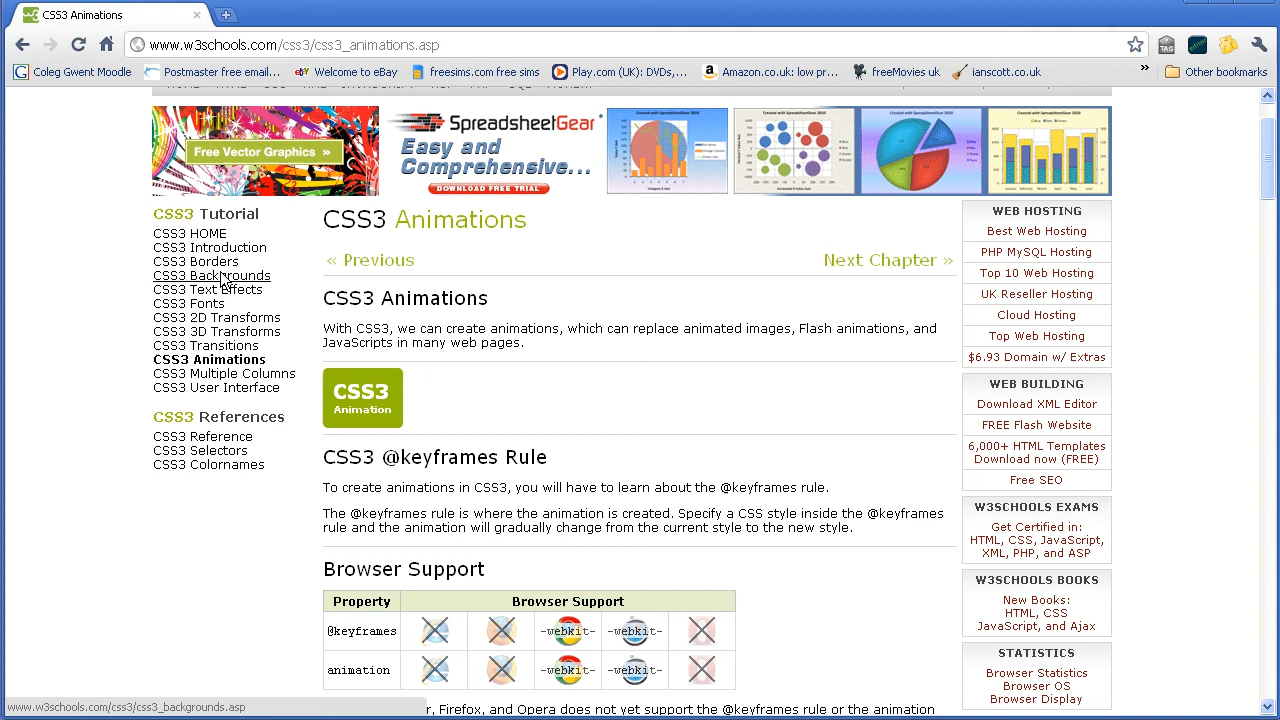 CSS3 Animations
www.w3schools.com/css3/css3_animations.asp
TAG
editor
Coleg Gwent Moodle
Postmaster free email...
Welcome to eBay
freesims.com free sims
Play.com (UK): DVDs,...
Amazon.co.uk: low pr...
freeMovies uk
ianscott.co.uk
»
Other bookmarks
Free Vector Graphics »
SpreadsheetGear
Easy and
Comprehensive...
DOWNLOAD FREE TRIAL
CSS3 Tutorial
CSS3 HOME
CSS3 Introduction
CSS3 Borders
CSS3 Backgrounds
CSS3 Text Effects
CSS3 Fonts
CSS3 2D Transforms
CSS3 3D Transforms
CSS3 Transitions
CSS3 Animations
CSS3 Multiple Columns
CSS3 User Interface
CSS3 References
CSS3 Reference
CSS3 Selectors
CSS3 Colornames
CSS3 Animations
« Previous
Next Chapter »
CSS3 Animations
With CSS3, we can create animations, which can replace animated images, Flash animations, and
JavaScripts in many web pages.
CSS3
Animation
CSS3 @keyframes Rule
To create animations in CSS3, you will have to learn about the @keyframes rule.
The @keyframes rule is where the animation is created. Specify a CSS style inside the @keyframes
rule and the animation will gradually change from the current style to the new style.
Browser Support
Property Browser Support
@keyframes -webkit- -webkit-
animation -webkit- -webkit-
r, Firefox, and Opera does not yet support the @keyframes rule or the animation
WEB HOSTING
Best Web Hosting
PHP MySQL Hosting
Top 10 Web Hosting
UK Reseller Hosting
Cloud Hosting
Top Web Hosting
$6.93 Domain w/ Extras
WEB BUILDING
Download XML Editor
FREE Flash Website
6,000+ HTML Templates
Download now (FREE)
Free SEO
W3SCHOOLS EXAMS
Get Certified in:
HTML, CSS, JavaScript,
XML, PHP, and ASP
W3SCHOOLS BOOKS
New Books:
HTML, CSS
JavaScript, and Ajax
STATISTICS
Browser Statistics
Browser OS
Browser Display
www.w3schools.com/css3/css3_backgrounds.asp